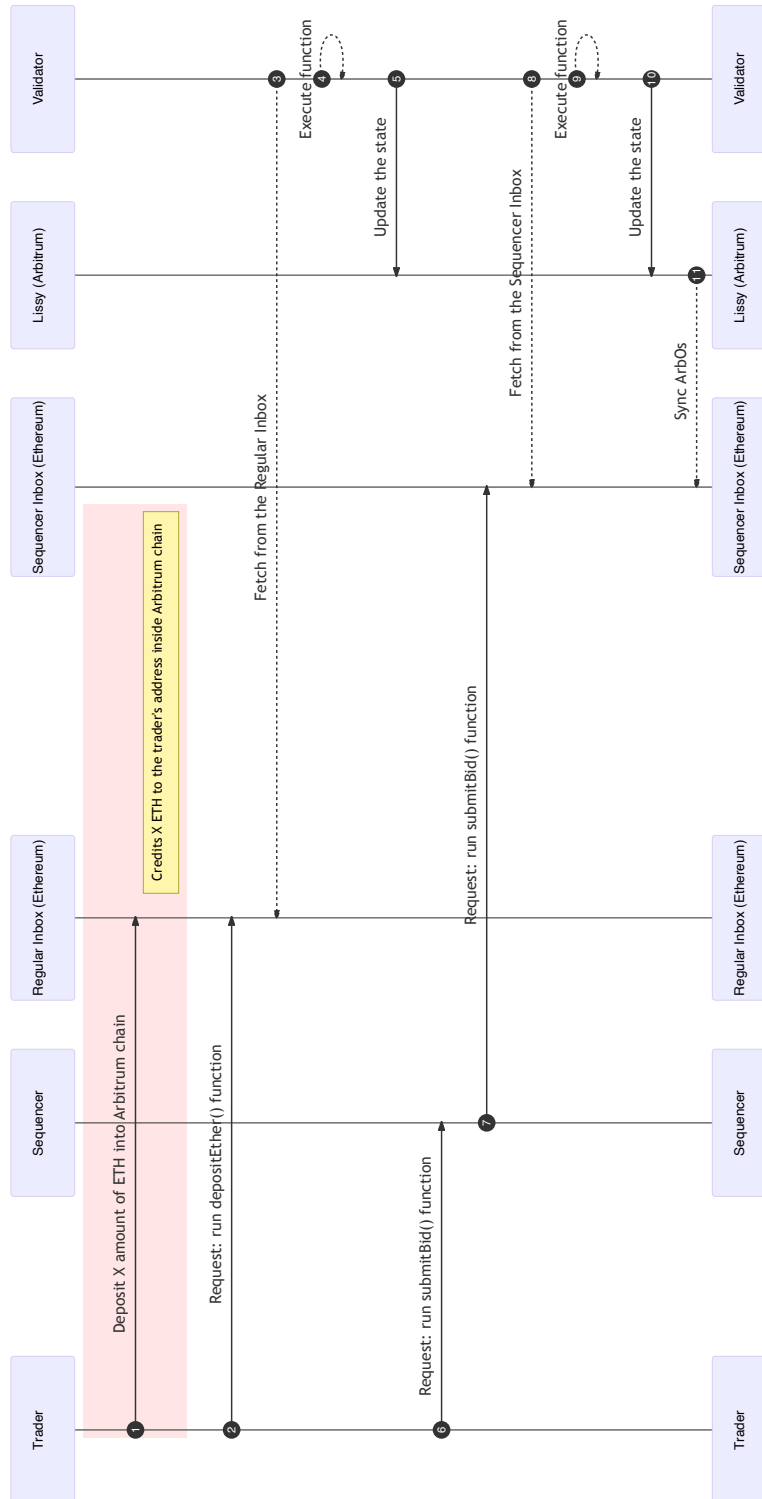 Trader
Sequencer
Regular Inbox (Ethereum)
Sequencer Inbox (Ethereum)
Lissy (Arbitrum)
Validator
1
Deposit X amount of ETH into Arbitrum chain
Credits X ETH to the trader's address inside Arbitrum chain
2
Request: run depositEther() function
3
Fetch from the Regular Inbox
4
Execute function
5
Update the state
6
Request: run submitBid() function
7
Request: run submitBid() function
8
Fetch from the Sequencer Inbox
9
Execute function
10
Update the state
11
Sync ArbOs
Trader
Sequencer
Regular Inbox (Ethereum)
Sequencer Inbox (Ethereum)
Lissy (Arbitrum)
Validator